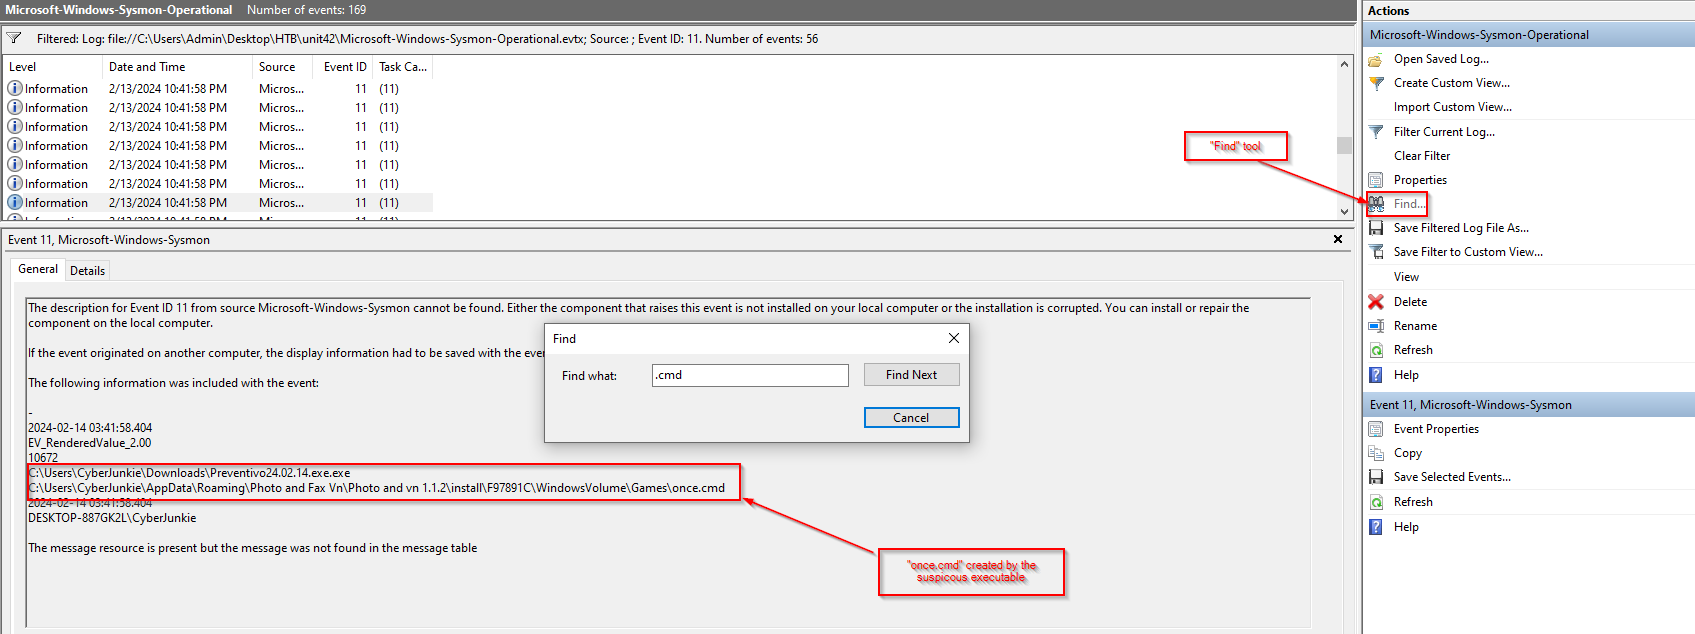 Microsoft-Windows-Sysmon-Operational Number of events: 169
Filtered: Log: file://C:\Users\Admin\Desktop\HTB\unit42\Microsoft-Windows-Sysmon-Operational.evtx; Source: ; Event ID: 11. Number of events: 56
Level Date and Time Source Event ID Task Ca...
Information 2/13/2024 10:41:58 PM Micros... 11 (11)
Information 2/13/2024 10:41:58 PM Micros... 11 (11)
Information 2/13/2024 10:41:58 PM Micros... 11 (11)
Information 2/13/2024 10:41:58 PM Micros... 11 (11)
Information 2/13/2024 10:41:58 PM Micros... 11 (11)
Information 2/13/2024 10:41:58 PM Micros... 11 (11)
Information 2/13/2024 10:41:58 PM Micros... 11 (11)
"Find" tool
Event 11, Microsoft-Windows-Sysmon
General Details
The description for Event ID 11 from source Microsoft-Windows-Sysmon cannot be found. Either the component that raises this event is not installed on your local computer or the installation is corrupted. You can install or repair the
component on the local computer.
If the event originated on another computer, the display information had to be saved with the eve
The following information was included with the event:
-
2024-02-14 03:41:58.404
EV_RenderedValue_2.00
10672
C:\Users\CyberJunkie\Downloads\Preventivo24.02.14.exe.exe
C:\Users\CyberJunkie\AppData\Roaming\Photo and Fax Vn\Photo and vn 1.1.2\install\F97891C\WindowsVolume\Games\once.cmd
2024-02-14 03:41:58.404
DESKTOP-887GK2L\CyberJunkie
The message resource is present but the message was not found in the message table
Find
Find what: .cmd Find Next
Cancel
"once.cmd" created by the
suspicous executable
Actions
Microsoft-Windows-Sysmon-Operational
Open Saved Log...
Create Custom View...
Import Custom View...
Filter Current Log...
Clear Filter
Properties
Find...
Save Filtered Log File As...
Save Filter to Custom View...
View
Delete
Rename
Refresh
Help
Event 11, Microsoft-Windows-Sysmon
Event Properties
Copy
Save Selected Events...
Refresh
Help